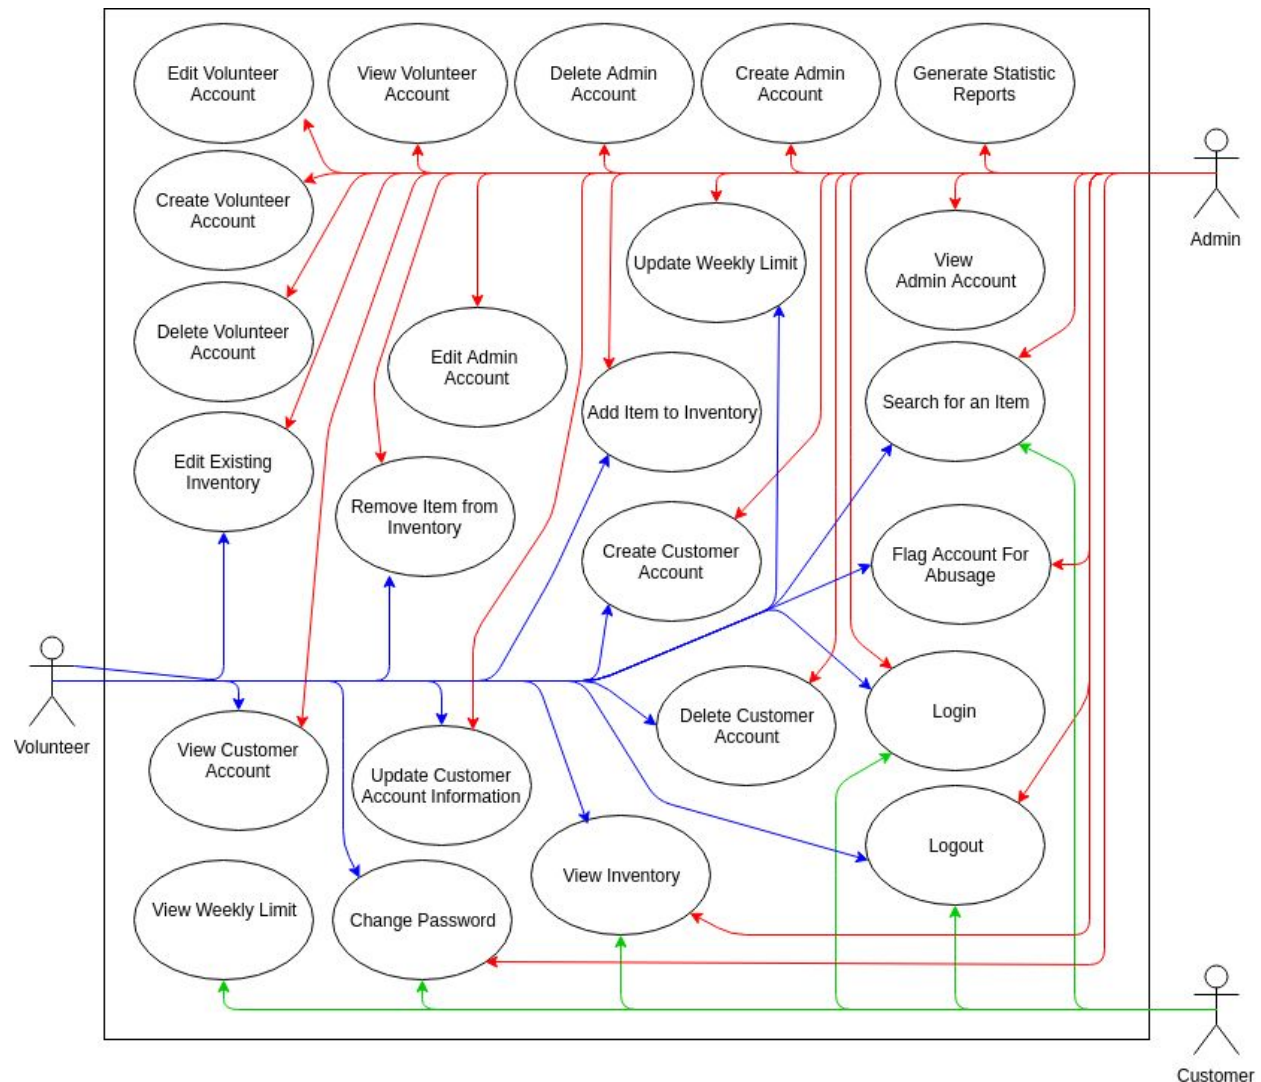 Edit Volunteer
Account
View Volunteer
Account
Delete Admin
Account
Create Admin
Account
Generate Statistic
Reports
Create Volunteer
Account
Admin
Update Weekly Limit
View
Admin Account
Delete Volunteer
Account
Edit Admin
Account
Add Item to Inventory
Search for an Item
Edit Existing
Inventory
Remove Item from
Inventory
Create Customer
Account
Flag Account For
Abusage
Volunteer
View Customer
Account
Update Customer
Account Information
Delete Customer
Account
Login
Logout
View Weekly Limit
Change Password
View Inventory
Customer